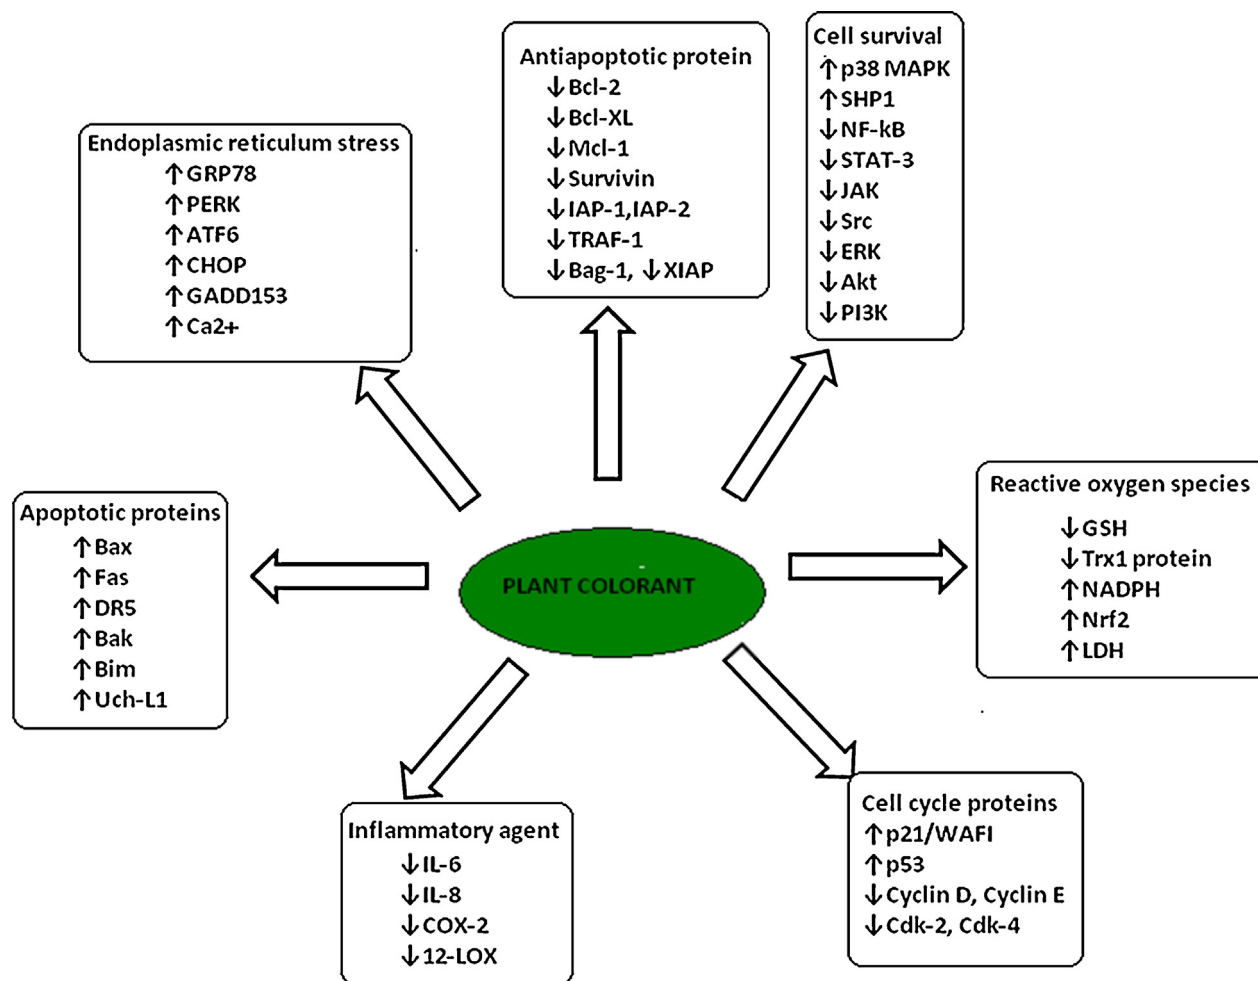 Endoplasmic reticulum stress
↑GRP78
↑PERK
↑ATF6
↑CHOP
↑GADD153
↑Ca2+
Antiapoptotic protein
↓Bcl-2
↓Bcl-XL
↓Mcl-1
↓Survivin
↓IAP-1,IAP-2
↓TRAF-1
↓Bag-1, ↓XIAP
Cell survival
↑p38 MAPK
↑SHP1
↓NF-kB
↓STAT-3
↓JAK
↓Src
↓ERK
↓Akt
↓PI3K
Apoptotic proteins
↑Bax
↑Fas
↑DR5
↑Bak
↑Bim
↑Uch-L1
PLANT COLORANT
Reactive oxygen species
↓GSH
↓Trx1 protein
↑NADPH
↑Nrf2
↑LDH
Inflammatory agent
↓IL-6
↓IL-8
↓COX-2
↓12-LOX
Cell cycle proteins
↑p21/WAFI
↑p53
↓Cyclin D, Cyclin E
↓Cdk-2, Cdk-4